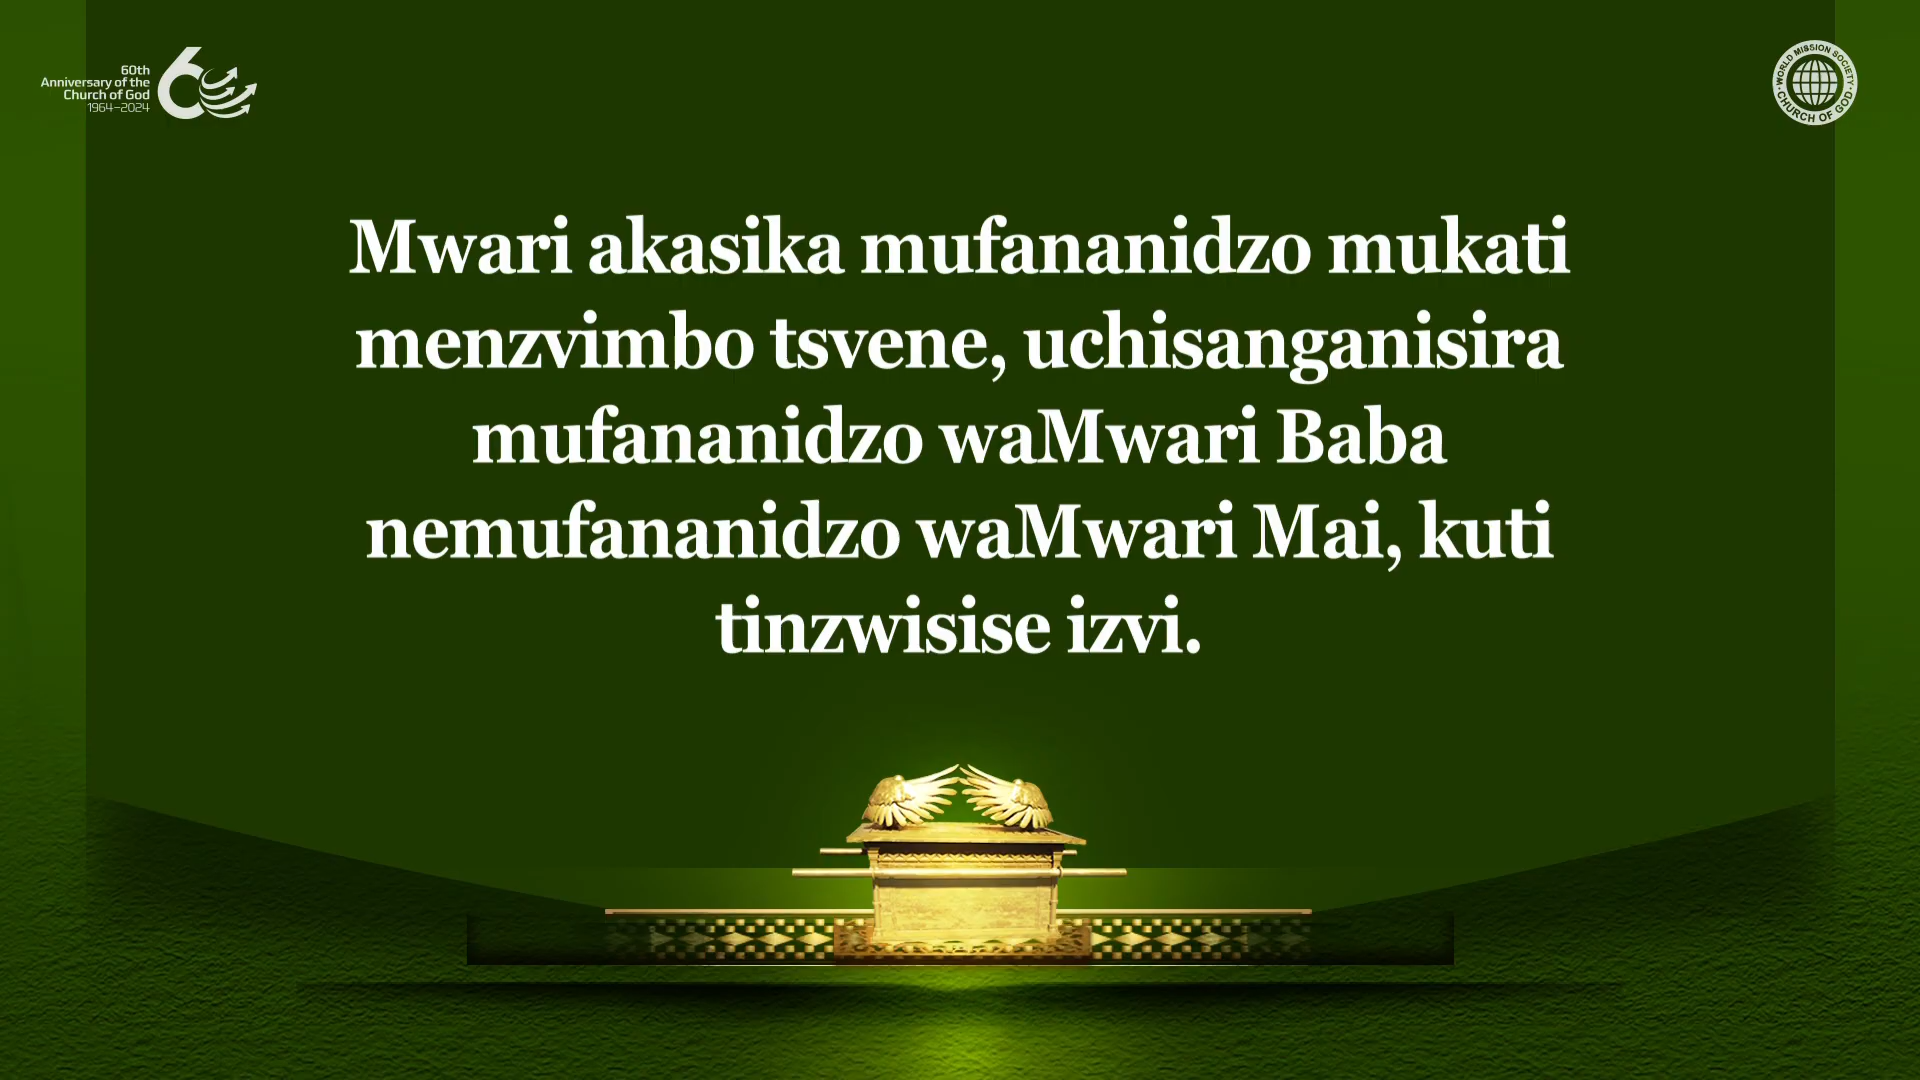 60th
Anniversary of the
Church of God
1964–2024
WORLD MISSION SOCIETY
CHURCH OF GOD
Mwari akasika mufananidzo mukati
menzvimbo tsvene, uchisanganisira
mufananidzo waMwari Baba
nemufananidzo waMwari Mai, kuti
tinzwisise izvi.